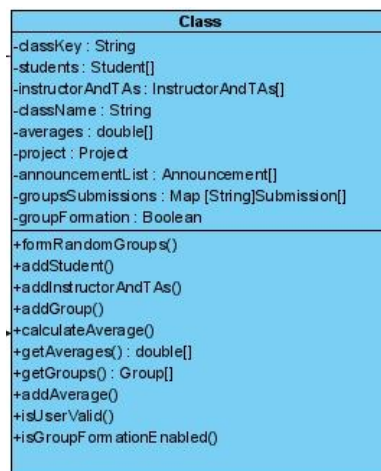 Class
-classKey : String
-students : Student[]
-instructorAndTAs : InstructorAndTAs[]
-className : String
-averages : double[]
-project : Project
-announcementList : Announcement[]
-groupsSubmissions : Map [String]Submission[]
-groupFormation : Boolean
+formRandomGroups()
+addStudent()
+addInstructorAndTAs()
+addGroup()
+calculateAverage()
+getAverages() : double[]
+getGroups() : Group[]
+addAverage()
+isUserValid()
+isGroupFormationEnabled()